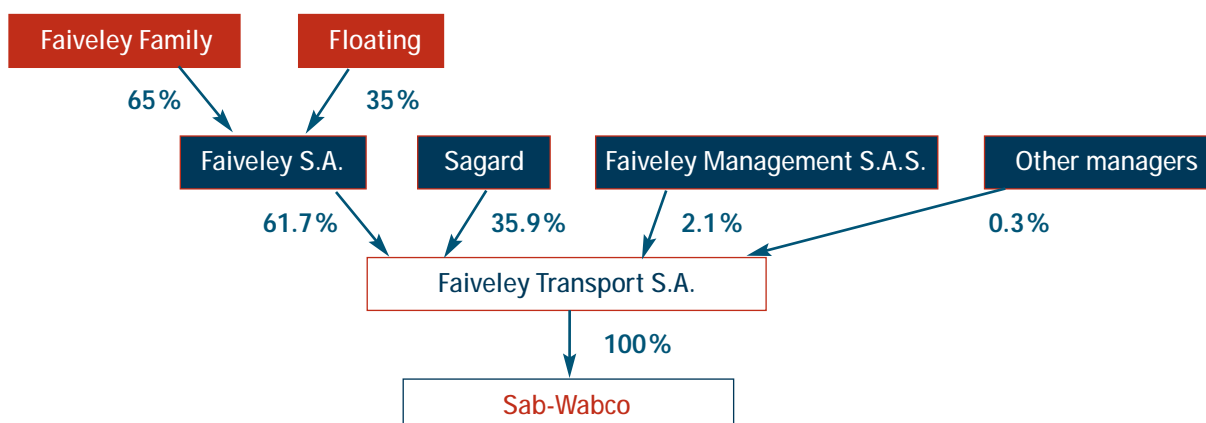 Faiveley Family
Floating
65%
35%
Faiveley S.A.
Sagard
Faiveley Management S.A.S.
Other managers
61.7%
35.9%
2.1%
0.3%
Faiveley Transport S.A.
100%
Sab-Wabco